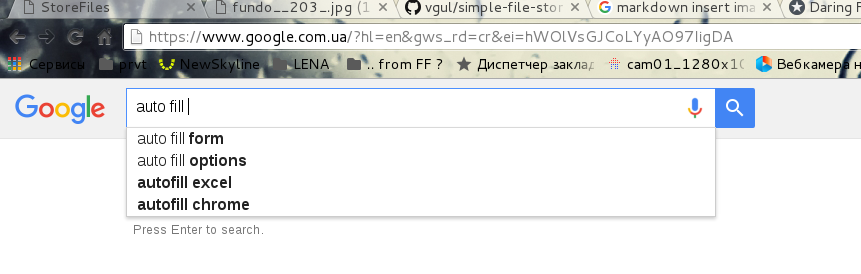 StoreFiles fundo__203_.jpg (1 vgul/simple-file-stor markdown insert ima Daring F
https://www.google.com.ua/?hl=en&gws_rd=cr&ei=hWOlVsGJCoLYyAO97IigDA
Сервисы prvt NewSkyline LENA .. from FF ? Диспетчер заклад cam01_1280x10 Вебкамера н
Google auto fill
auto fill form
auto fill options
autofill excel
autofill chrome
Press Enter to search.